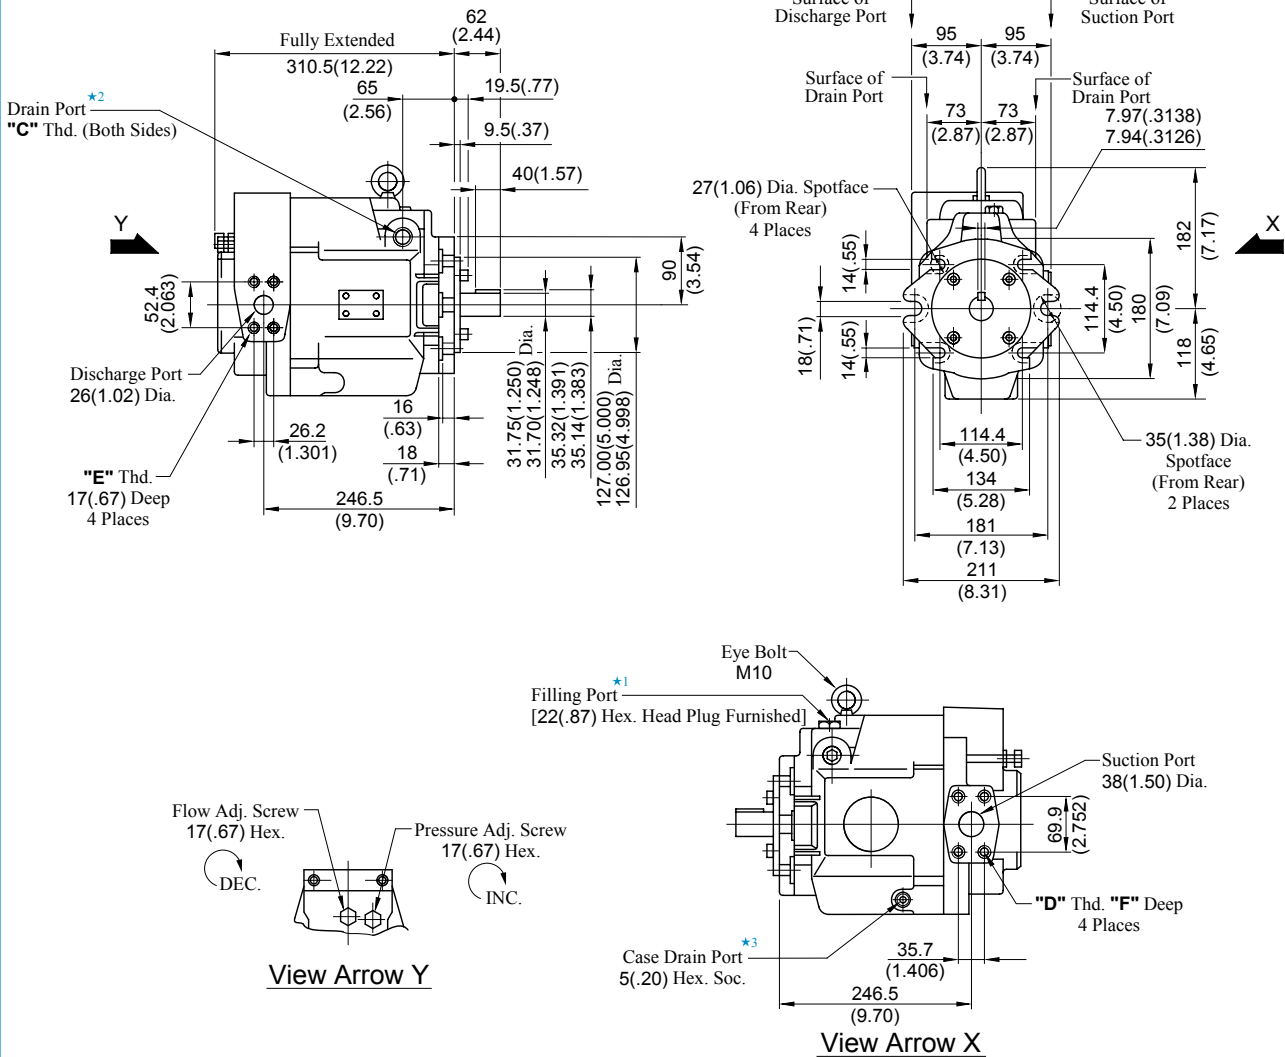 62
(2.44)
Fully Extended
310.5(12.22)
65
(2.56)
19.5(.77)
9.5(.37)
40(1.57)
Drain Port ★2
"C" Thd. (Both Sides)
Y
52.4
(2.063)
90
(3.54)
Discharge Port
26(1.02) Dia.
26.2
(1.301)
"E" Thd.
17(.67) Deep
4 Places
16
(.63)
18
(.71)
246.5
(9.70)
31.75(1.250)
31.70(1.248) Dia.
35.32(1.391)
35.14(1.383)
127.00(5.000)
126.95(4.998) Dia.
Surface of
Discharge Port
Surface of
Suction Port
95
(3.74)
95
(3.74)
Surface of
Drain Port
Surface of
Drain Port
73
(2.87)
73
(2.87)
7.97(.3138)
7.94(.3126)
27(1.06) Dia. Spotface
(From Rear)
4 Places
14(.55)
18(.71)
14(.55)
114.4
(4.50)
180
(7.09)
182
(7.17)
118
(4.65)
X
114.4
(4.50)
134
(5.28)
181
(7.13)
211
(8.31)
35(1.38) Dia.
Spotface
(From Rear)
2 Places
Eye Bolt
M10
Filling Port ★1
[22(.87) Hex. Head Plug Furnished]
Suction Port
38(1.50) Dia.
69.9
(2.752)
"D" Thd. "F" Deep
4 Places
Case Drain Port ★3
5(.20) Hex. Soc.
35.7
(1.406)
246.5
(9.70)
View Arrow X
Flow Adj. Screw
17(.67) Hex.
DEC.
Pressure Adj. Screw
17(.67) Hex.
INC.
View Arrow Y